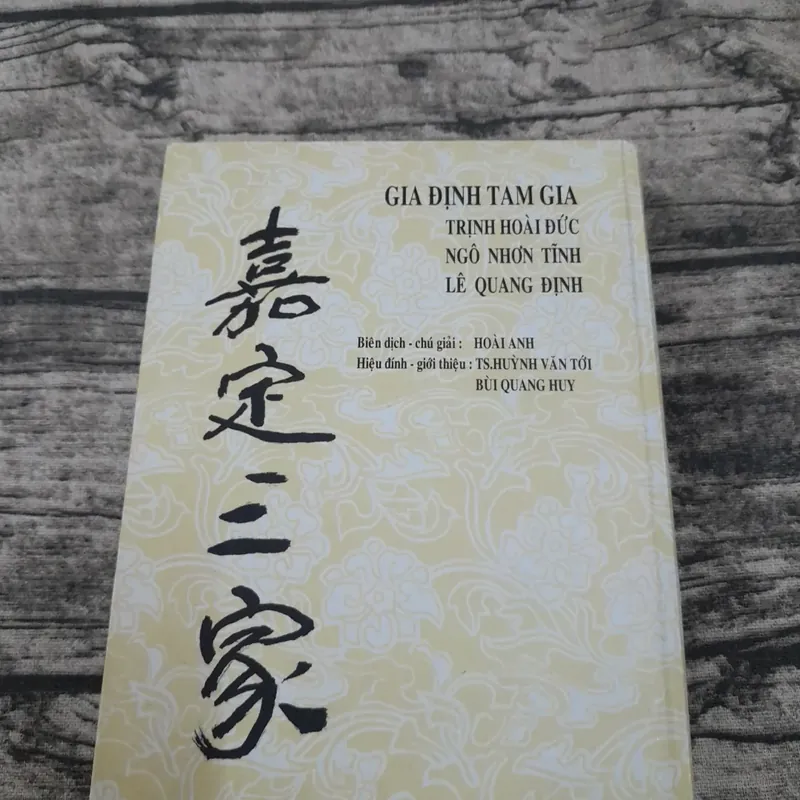 GIA ĐỊNH TAM GIA
TRỊNH HOÀI ĐỨC
NGÔ NHƠN TĨNH
LÊ QUANG ĐỊNH
Biên dịch - chú giải : HOÀI ANH
Hiệu đính - giới thiệu : TS.HUỲNH VĂN TỚI
BÙI QUANG HUY
嘉定三家